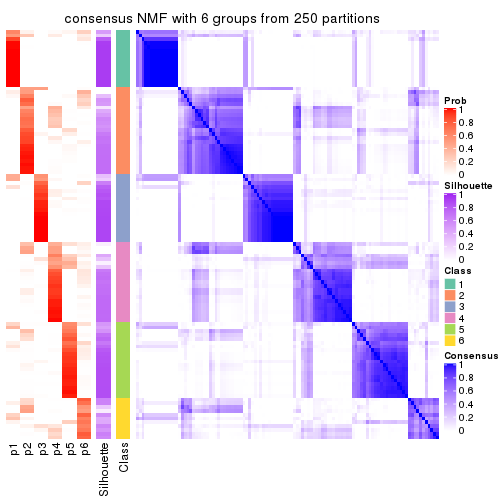 consensus NMF with 6 groups from 250 partitions
Prob
1
0.8
0.6
0.4
0.2
0
Silhouette
1
0.8
0.6
0.4
0.2
0
Class
1
2
3
4
5
6
Consensus
1
0.8
0.6
0.4
0.2
0
p1
p2
p3
p4
p5
p6
Silhouette
Class